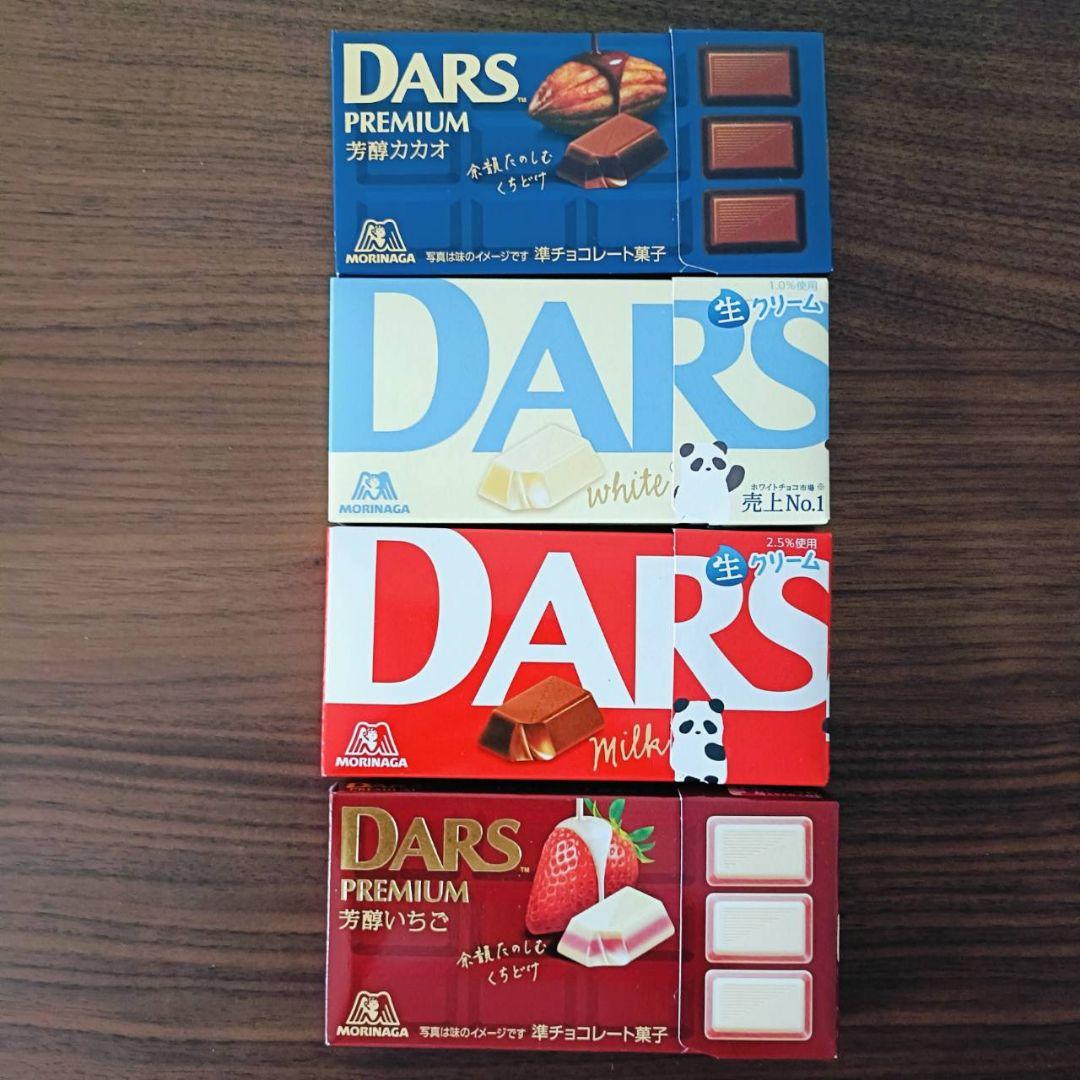 DARS™
PREMIUM
芳醇カカオ
余韻たのしむ
くちどけ
MORINAGA
写真は味のイメージです 準チョコレート菓子
1.0%使用
生クリーム
DARS
white
MORINAGA
ホワイトチョコ市場※
売上No.1
2.5%使用
生クリーム
DARS
Milk
MORINAGA
DARS™
PREMIUM
芳醇いちご
余韻たのしむ
くちどけ
MORINAGA
写真は味のイメージです 準チョコレート菓子